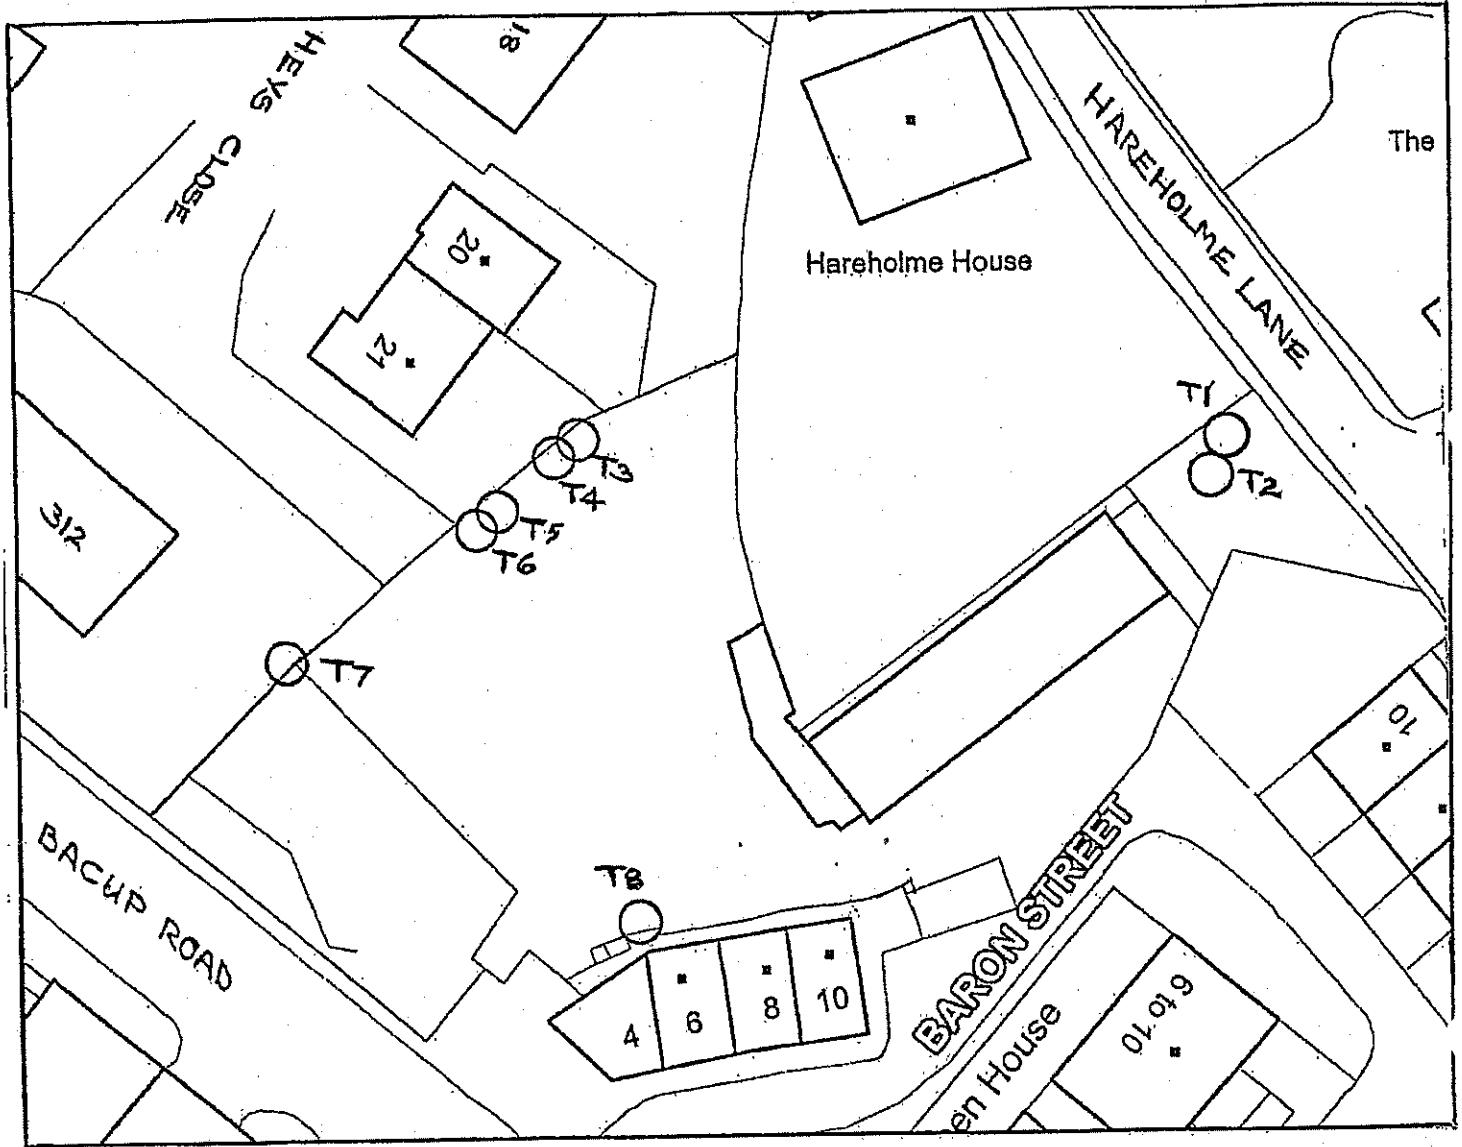 18
HEYS CLOSE
HAREHOLME LANE
The
20
21
Hareholme House
T1
T2
T3
T4
T5
T6
312
T7
10
BACUP ROAD
T8
BARON STREET
4
6
8
10
en House
6 to 10